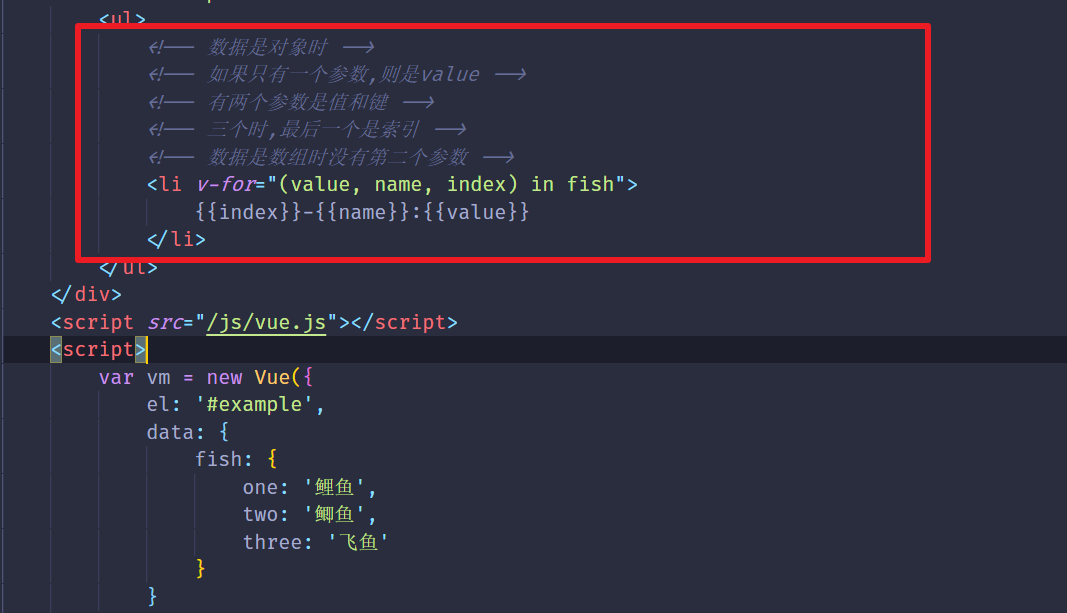 <ul>
<!-- 数据是对象时 -->
<!-- 如果只有一个参数,则是value -->
<!-- 有两个参数是值和键 -->
<!-- 三个时,最后一个是索引 -->
<!-- 数据是数组时没有第二个参数 -->
<li v-for="(value, name, index) in fish">
{{index}}-{{name}}:{{value}}
</li>
</ul>
</div>
<script src="/js/vue.js"></script>
<script>
var vm = new Vue({
el: '#example',
data: {
fish: {
one: '鲤鱼',
two: '鲫鱼',
three: '飞鱼'
}
}